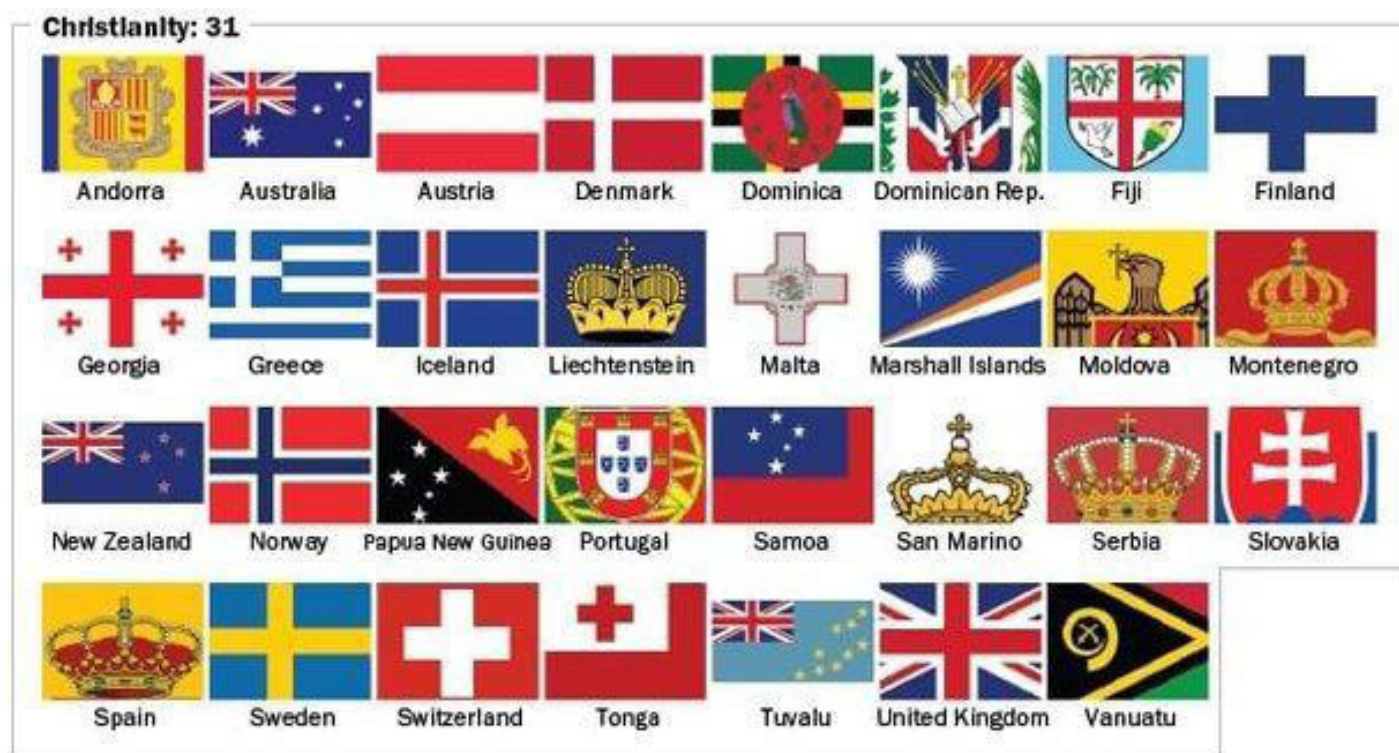 Christianity: 31
Andorra Australia Austria Denmark Dominica Dominican Rep. Fiji Finland
Georgia Greece Iceland Liechtenstein Malta Marshall Islands Moldova Montenegro
New Zealand Norway Papua New Guinea Portugal Samoa San Marino Serbia Slovakia
Spain Sweden Switzerland Tonga Tuvalu United Kingdom Vanuatu